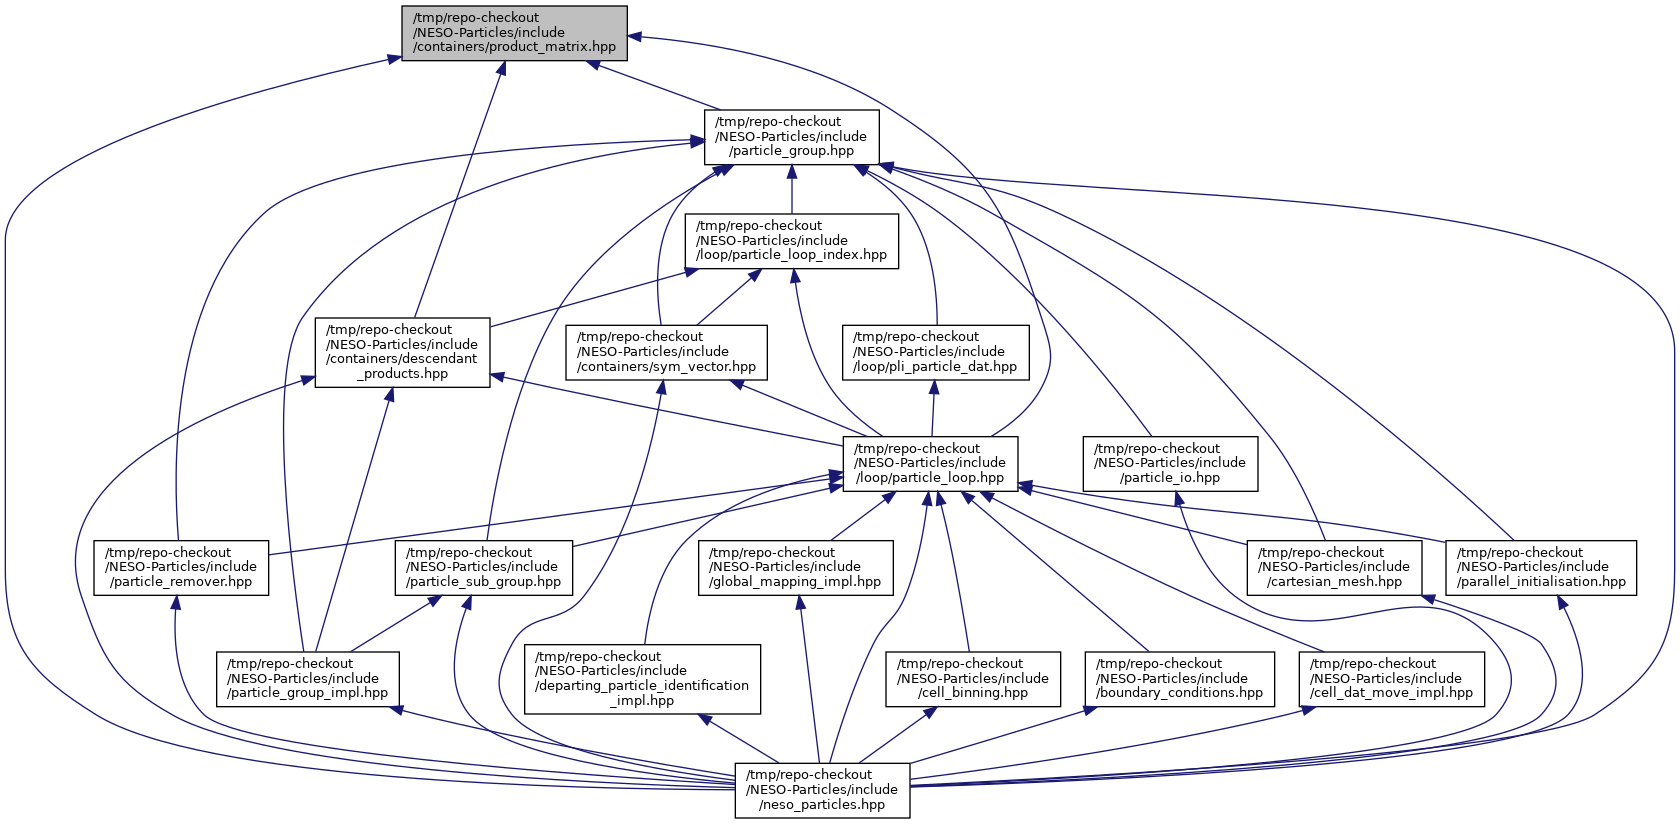 /tmp/repo-checkout
/NESO-Particles/include
/containers/product_matrix.hpp
/tmp/repo-checkout
/NESO-Particles/include
/particle_group.hpp
/tmp/repo-checkout
/NESO-Particles/include
/loop/particle_loop_index.hpp
/tmp/repo-checkout
/NESO-Particles/include
/containers/descendant
_products.hpp
/tmp/repo-checkout
/NESO-Particles/include
/containers/sym_vector.hpp
/tmp/repo-checkout
/NESO-Particles/include
/loop/pli_particle_dat.hpp
/tmp/repo-checkout
/NESO-Particles/include
/loop/particle_loop.hpp
/tmp/repo-checkout
/NESO-Particles/include
/particle_io.hpp
/tmp/repo-checkout
/NESO-Particles/include
/particle_remover.hpp
/tmp/repo-checkout
/NESO-Particles/include
/particle_sub_group.hpp
/tmp/repo-checkout
/NESO-Particles/include
/global_mapping_impl.hpp
/tmp/repo-checkout
/NESO-Particles/include
/cartesian_mesh.hpp
/tmp/repo-checkout
/NESO-Particles/include
/parallel_initialisation.hpp
/tmp/repo-checkout
/NESO-Particles/include
/particle_group_impl.hpp
/tmp/repo-checkout
/NESO-Particles/include
/departing_particle_identification
_impl.hpp
/tmp/repo-checkout
/NESO-Particles/include
/cell_binning.hpp
/tmp/repo-checkout
/NESO-Particles/include
/boundary_conditions.hpp
/tmp/repo-checkout
/NESO-Particles/include
/cell_dat_move_impl.hpp
/tmp/repo-checkout
/NESO-Particles/include
/neso_particles.hpp